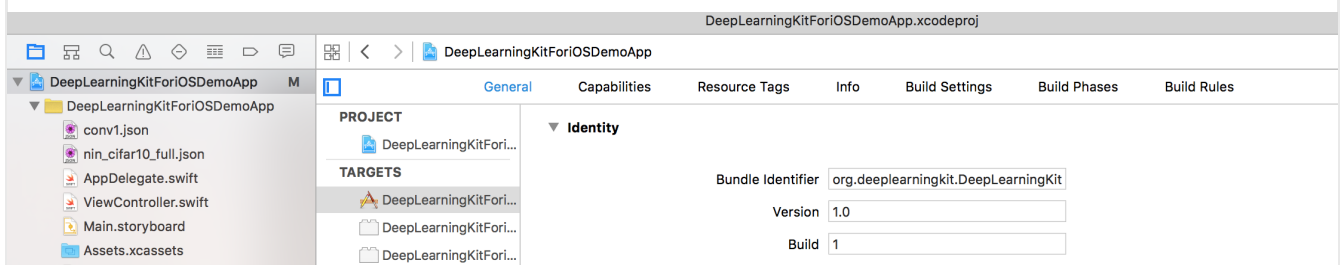 DeepLearningKitForiOSDemoApp.xcodeproj
DeepLearningKitForiOSDemoApp
DeepLearningKitForiOSDemoApp M
General Capabilities Resource Tags Info Build Settings Build Phases Build Rules
DeepLearningKitForiOSDemoApp
conv1.json
nin_cifar10_full.json
AppDelegate.swift
ViewController.swift
Main.storyboard
Assets.xcassets
PROJECT
DeepLearningKitFori...
TARGETS
DeepLearningKitFori...
DeepLearningKitFori...
DeepLearningKitFori...
Identity
Bundle Identifier org.deeplearningkit.DeepLearningKit
Version 1.0
Build 1